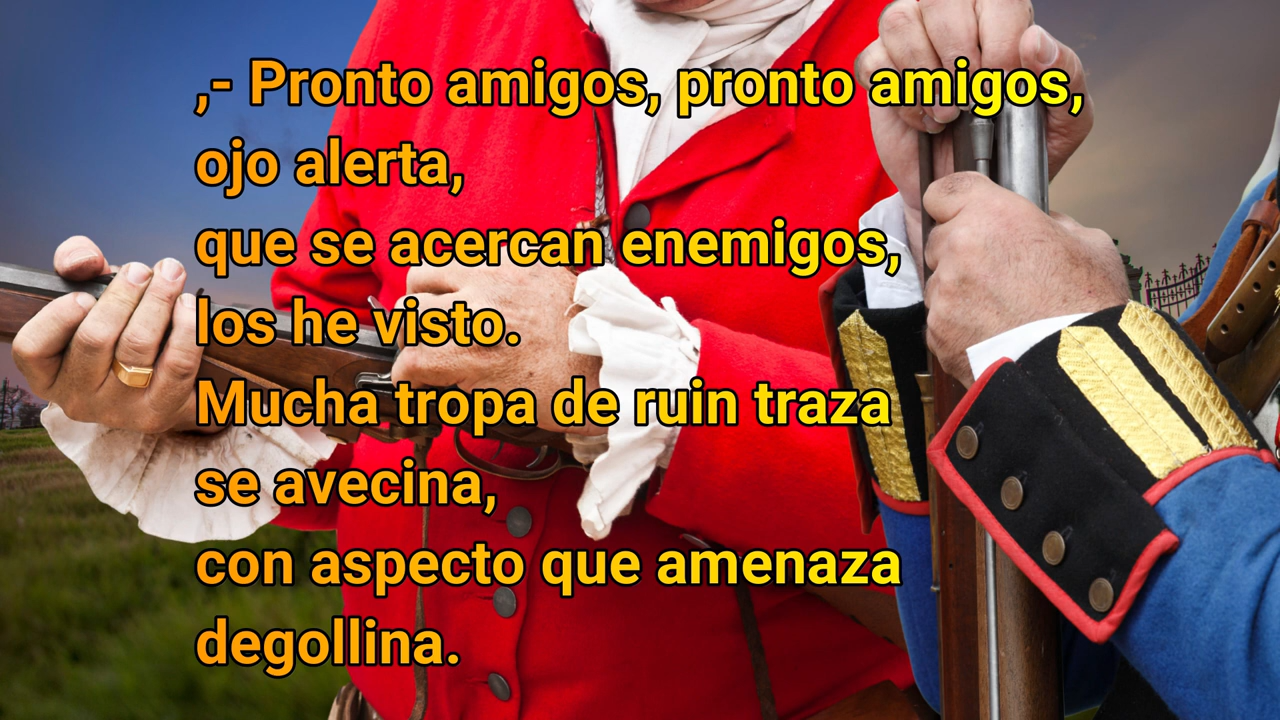 ,- Pronto amigos, pronto amigos,
ojo alerta,
que se acercan enemigos,
los he visto.
Mucha tropa de ruin traza
se avecina,
con aspecto que amenaza
degollina.